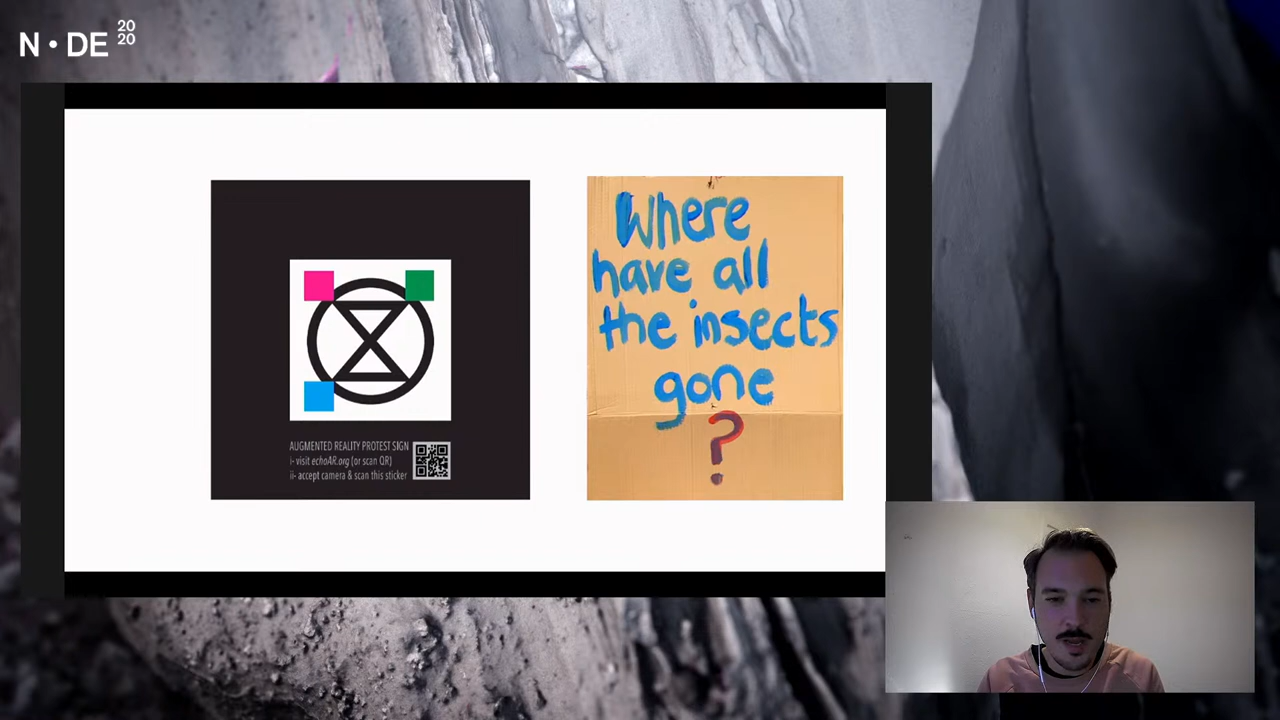 N•DE 20
20
AUGMENTED REALITY PROTEST SIGN
i- visit echoAR.org (or scan QR)
ii- accept camera & scan this sticker
Where
have all
the insects
gone
?